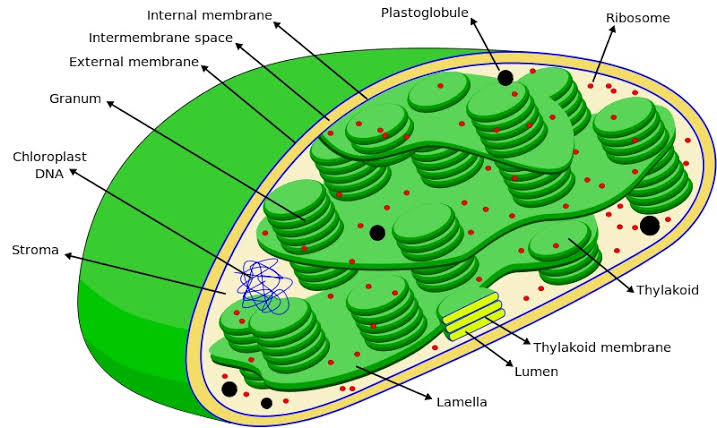 Internal membrane
Intermembrane space
External membrane
Granum
Chloroplast
DNA
Stroma
Plastoglobule
Ribosome
Thylakoid
Thylakoid membrane
Lumen
Lamella